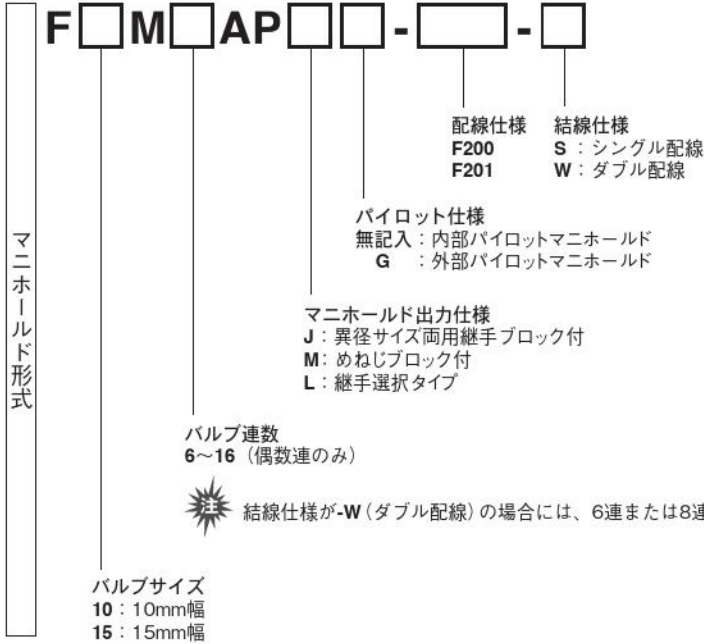 マニホールド形式
F□M□AP□□-□-□
配線仕様
F200
F201
結線仕様
S：シングル配線
W：ダブル配線
パイロット仕様
無記入：内部パイロットマニホールド
G：外部パイロットマニホールド
マニホールド出力仕様
J：異径サイズ両用継手ブロック付
M：めねじブロック付
L：継手選択タイプ
バルブ連数
6〜16（偶数連のみ）
注 結線仕様が-W（ダブル配線）の場合には、6連または8連
バルブサイズ
10：10mm幅
15：15mm幅